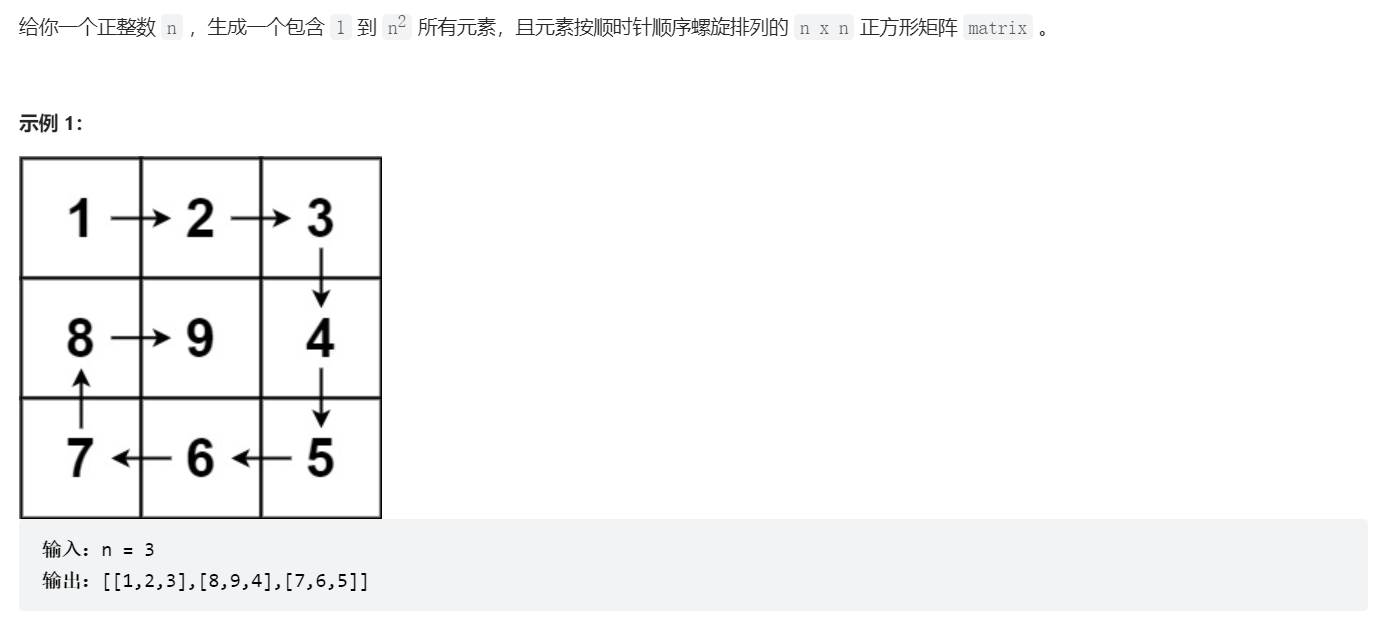 给你一个正整数 n ，生成一个包含 1 到 n² 所有元素，且元素按顺时针顺序螺旋排列的 n x n 正方形矩阵 matrix 。
示例 1：
1 2 3
8 9 4
7 6 5
输入：n = 3
输出：[[1,2,3],[8,9,4],[7,6,5]]